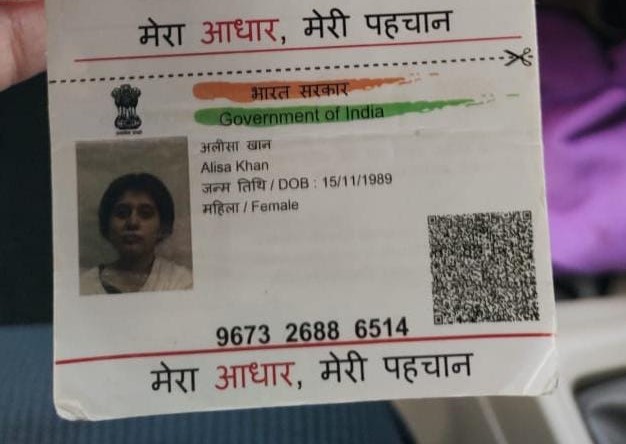 मेरा आधार, मेरी पहचान
भारत सरकार
Government of India
अलीसा खान
Alisa Khan
जन्म तिथि / DOB : 15/11/1989
महिला / Female
9673 2688 6514
मेरा आधार, मेरी पहचान